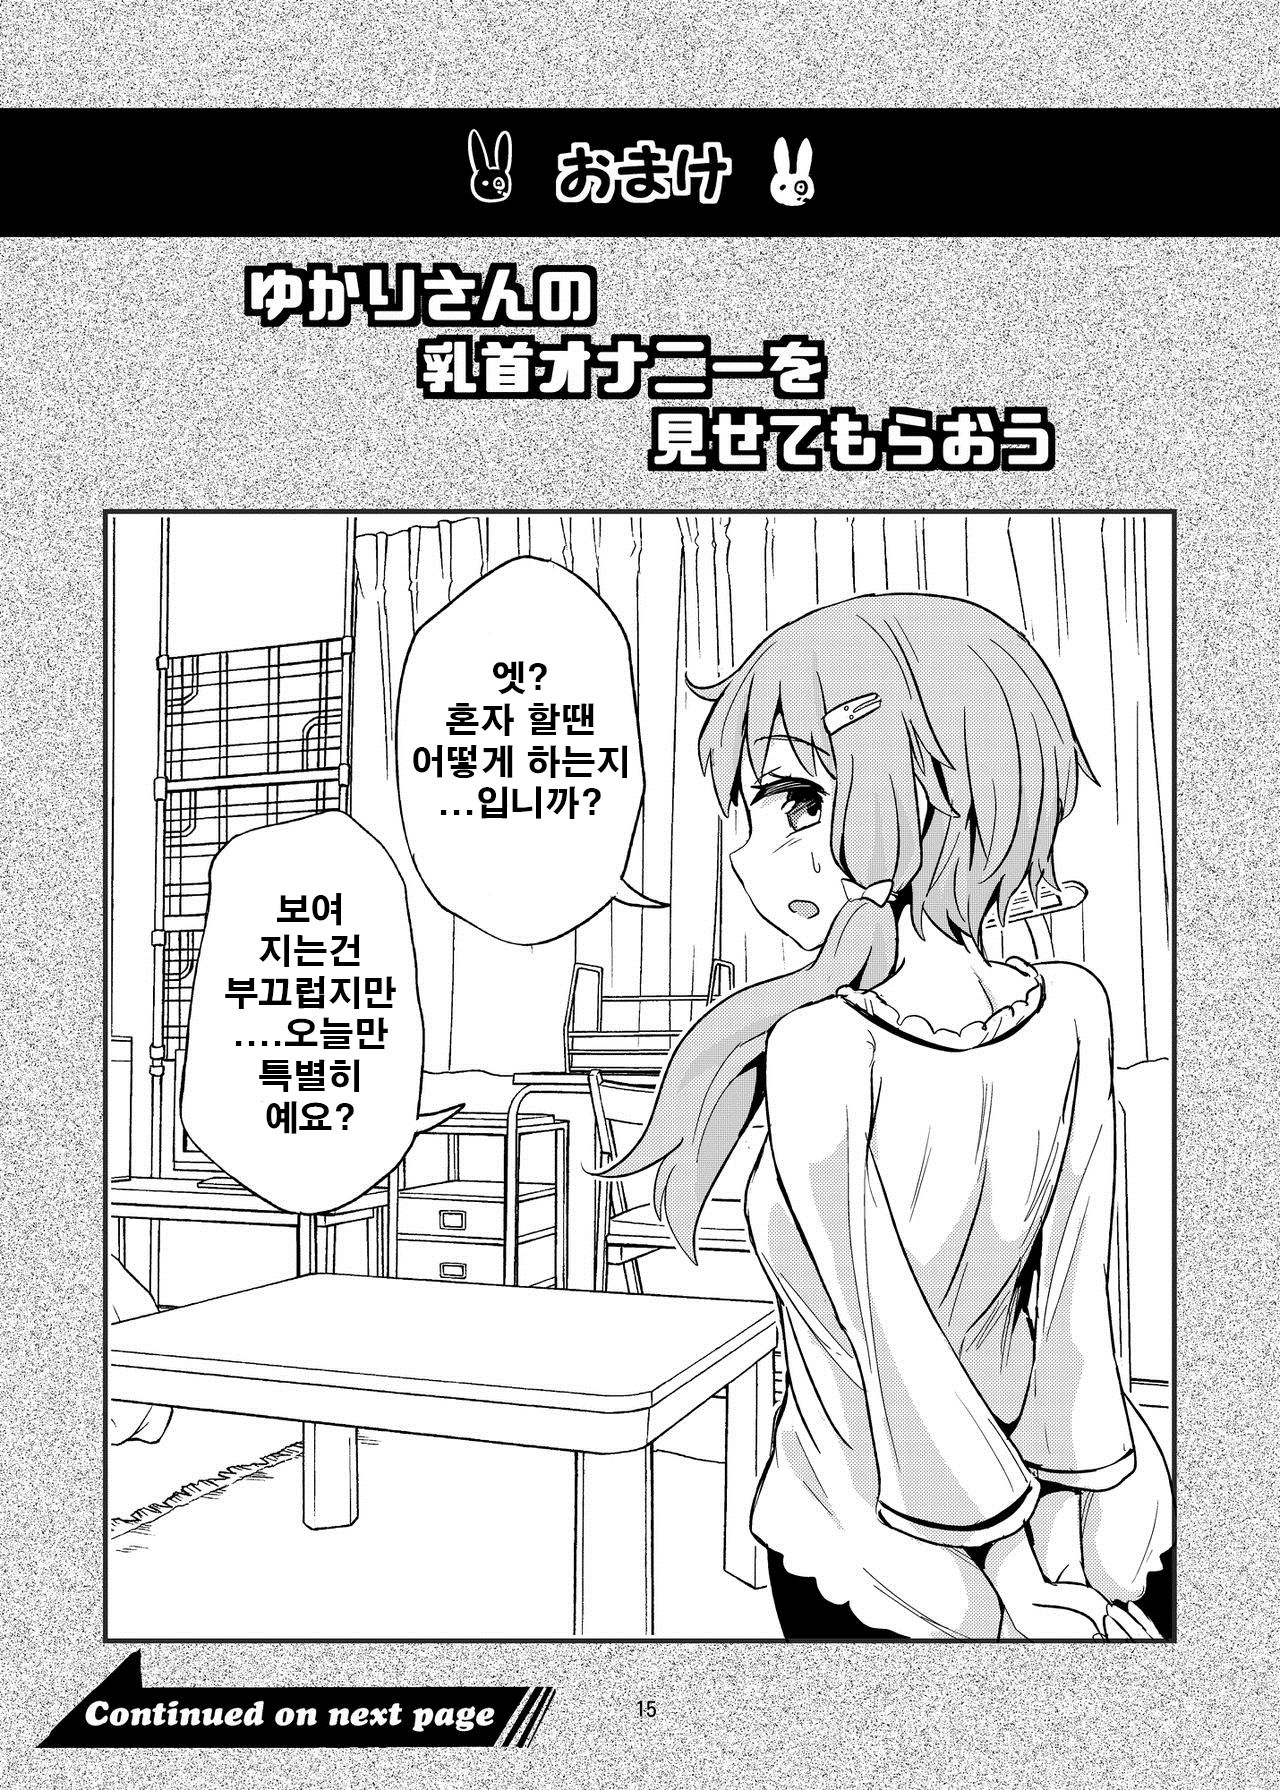 おまけ
ゆかりさんの
乳首オナニーを
見せてもらおう
엣?
혼자 할땐
어떻게 하는지
...입니까?
보여
지는건
부끄럽지만
....오늘만
특별히
예요?
Continued on next page
15